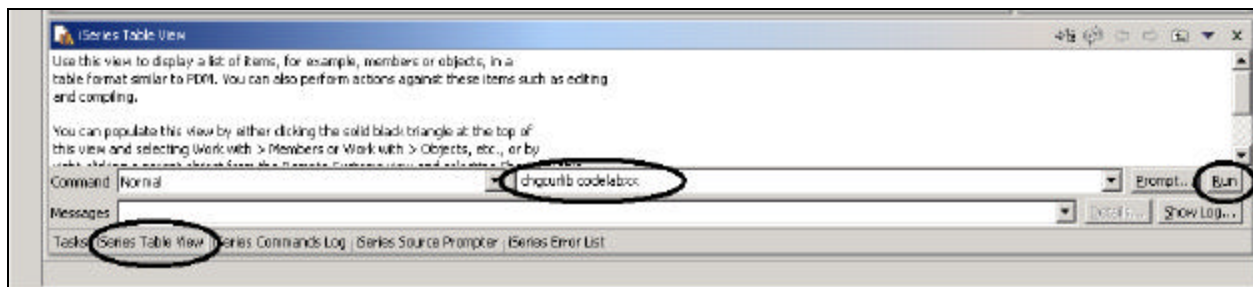 iSeries Table View
Use this view to display a list of items, for example, members or objects, in a
table format similar to PDM. You can also perform actions against these items such as editing
and compiling.
You can populate this view by either clicking the solid black triangle at the top of
this view and selecting Work with > Members or Work with > Objects, etc., or by
Command Normal chgcurlib codelabxx Prompt... Run
Messages Details... Show Log...
Tasks iSeries Table View iSeries Commands Log iSeries Source Prompter iSeries Error List